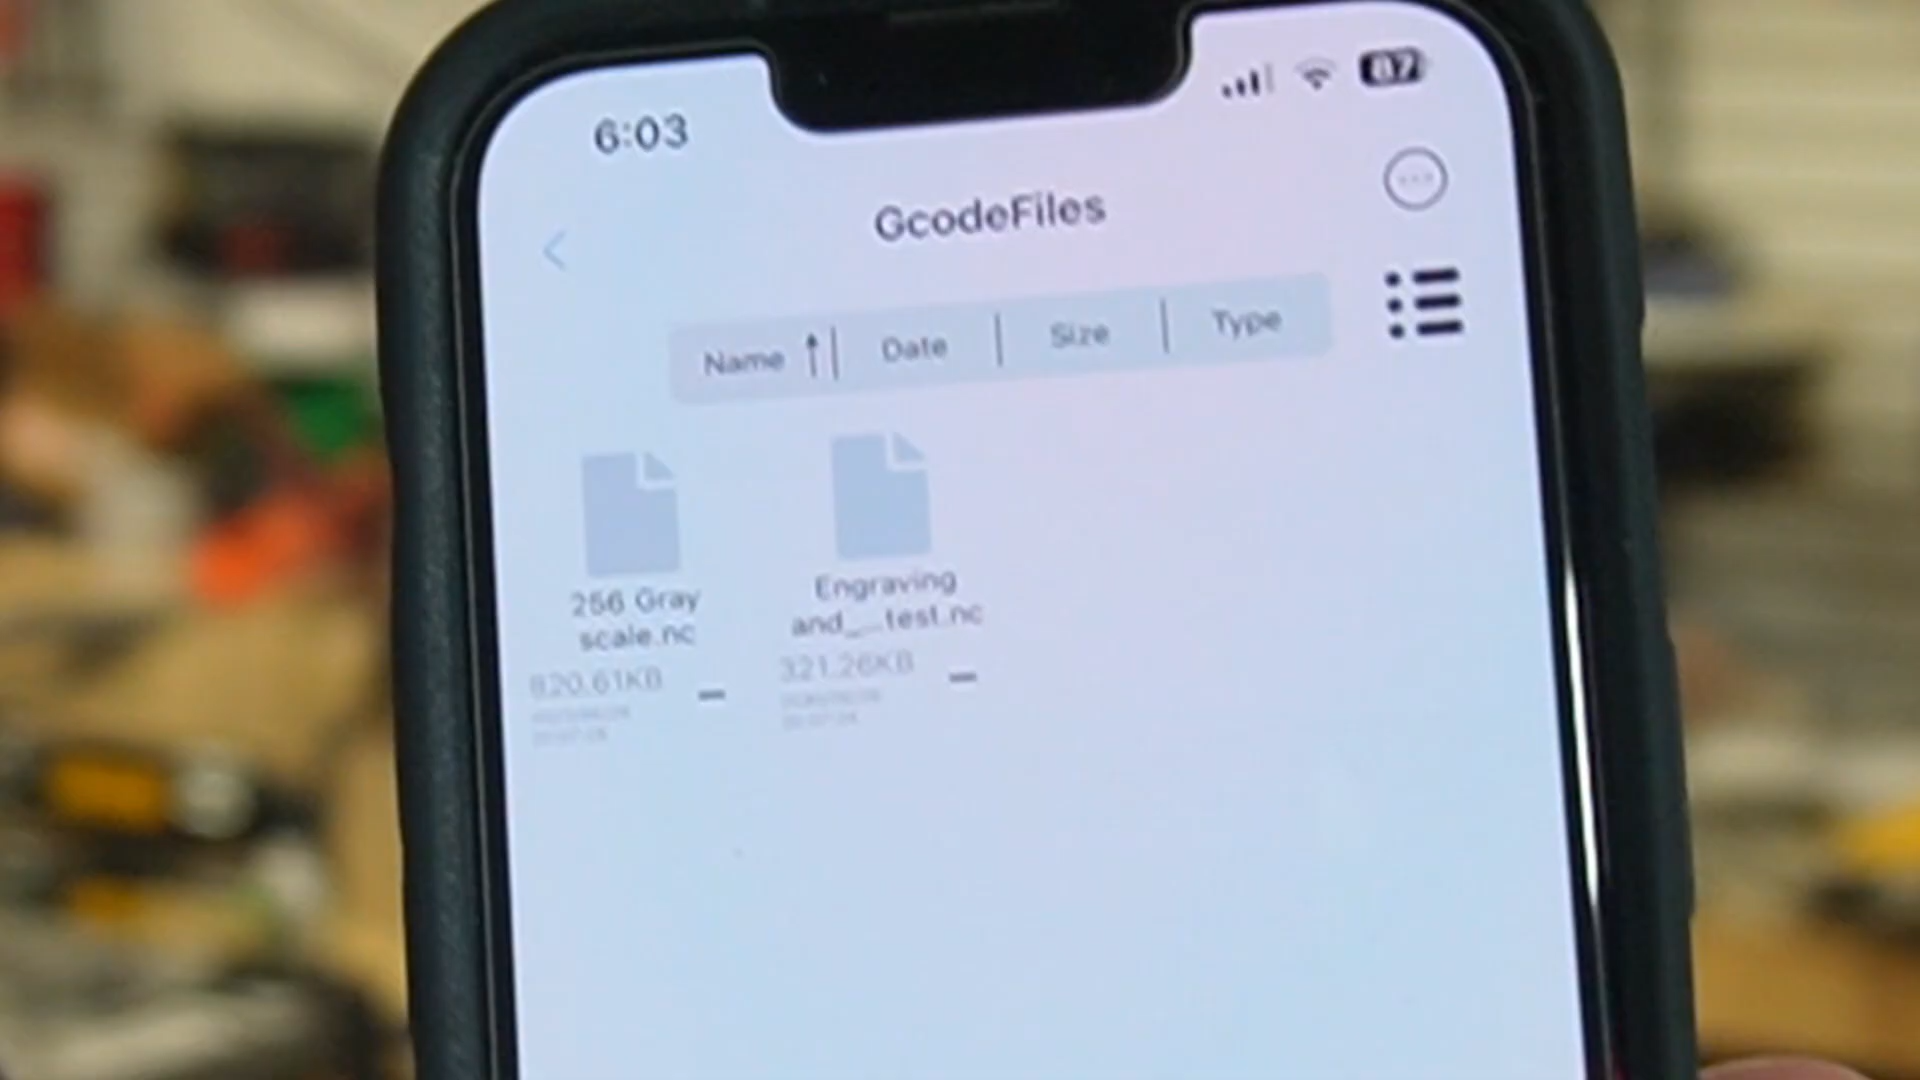 6:03
87
GcodeFiles
Name ↑ | Date | Size | Type
256 Gray
scale.nc
820.61KB
Engraving
and_...test.nc
321.26KB